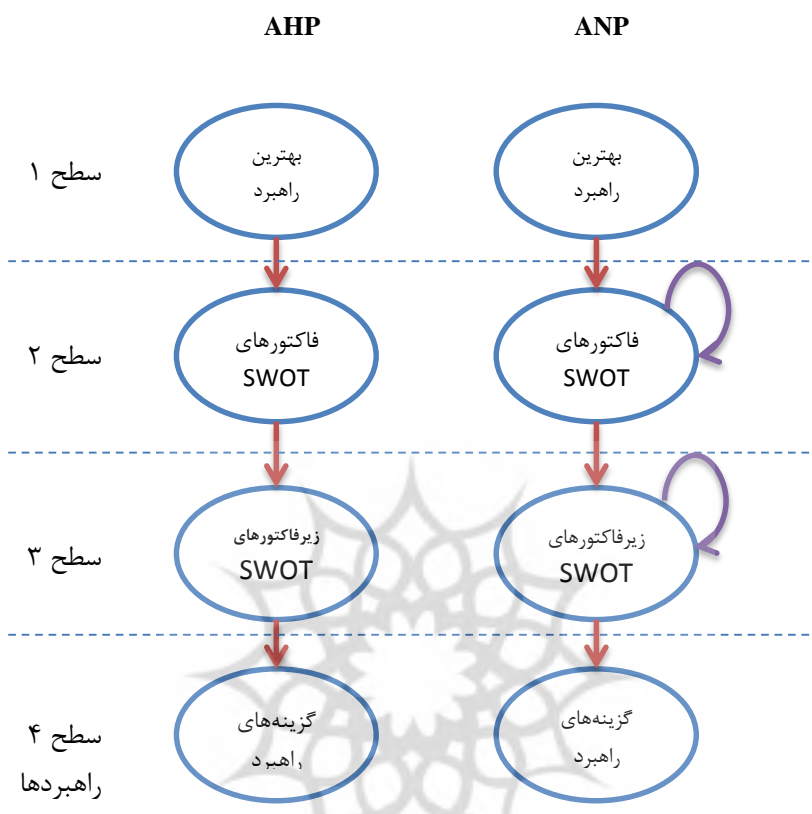 AHP ANP
سطح ۱
بهترین
راهبرد
بهترین
راهبرد
سطح ۲
فاکتورهای
SWOT
فاکتورهای
SWOT
سطح ۳
زیرفاکتورهای
SWOT
زیرفاکتورهای
SWOT
سطح ۴
راهبردها
گزینه‌های
راهبرد
گزینه‌های
راهبرد